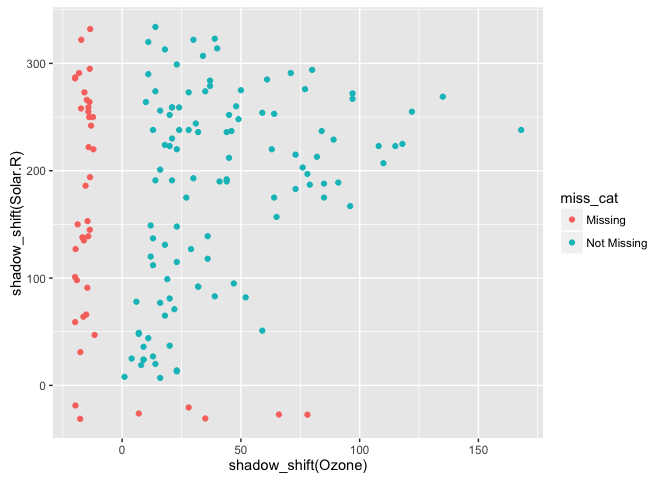 300
200
100
0
shadow_shift(Solar.R)
0 50 100 150
shadow_shift(Ozone)
miss_cat
Missing
Not Missing